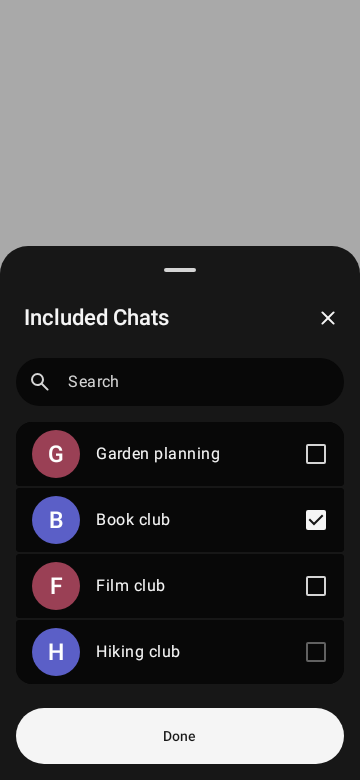 Included Chats
Search
G Garden planning
B Book club
F Film club
H Hiking club
Done